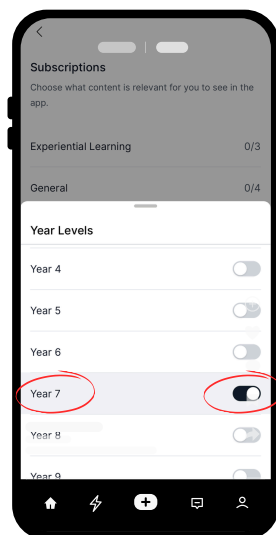 Subscriptions
Choose what content is relevant for you to see in the
app.
Experiential Learning 0/3
General 0/4
Year Levels
Year 4
Year 5
Year 6
Year 7
Year 8
Year 9